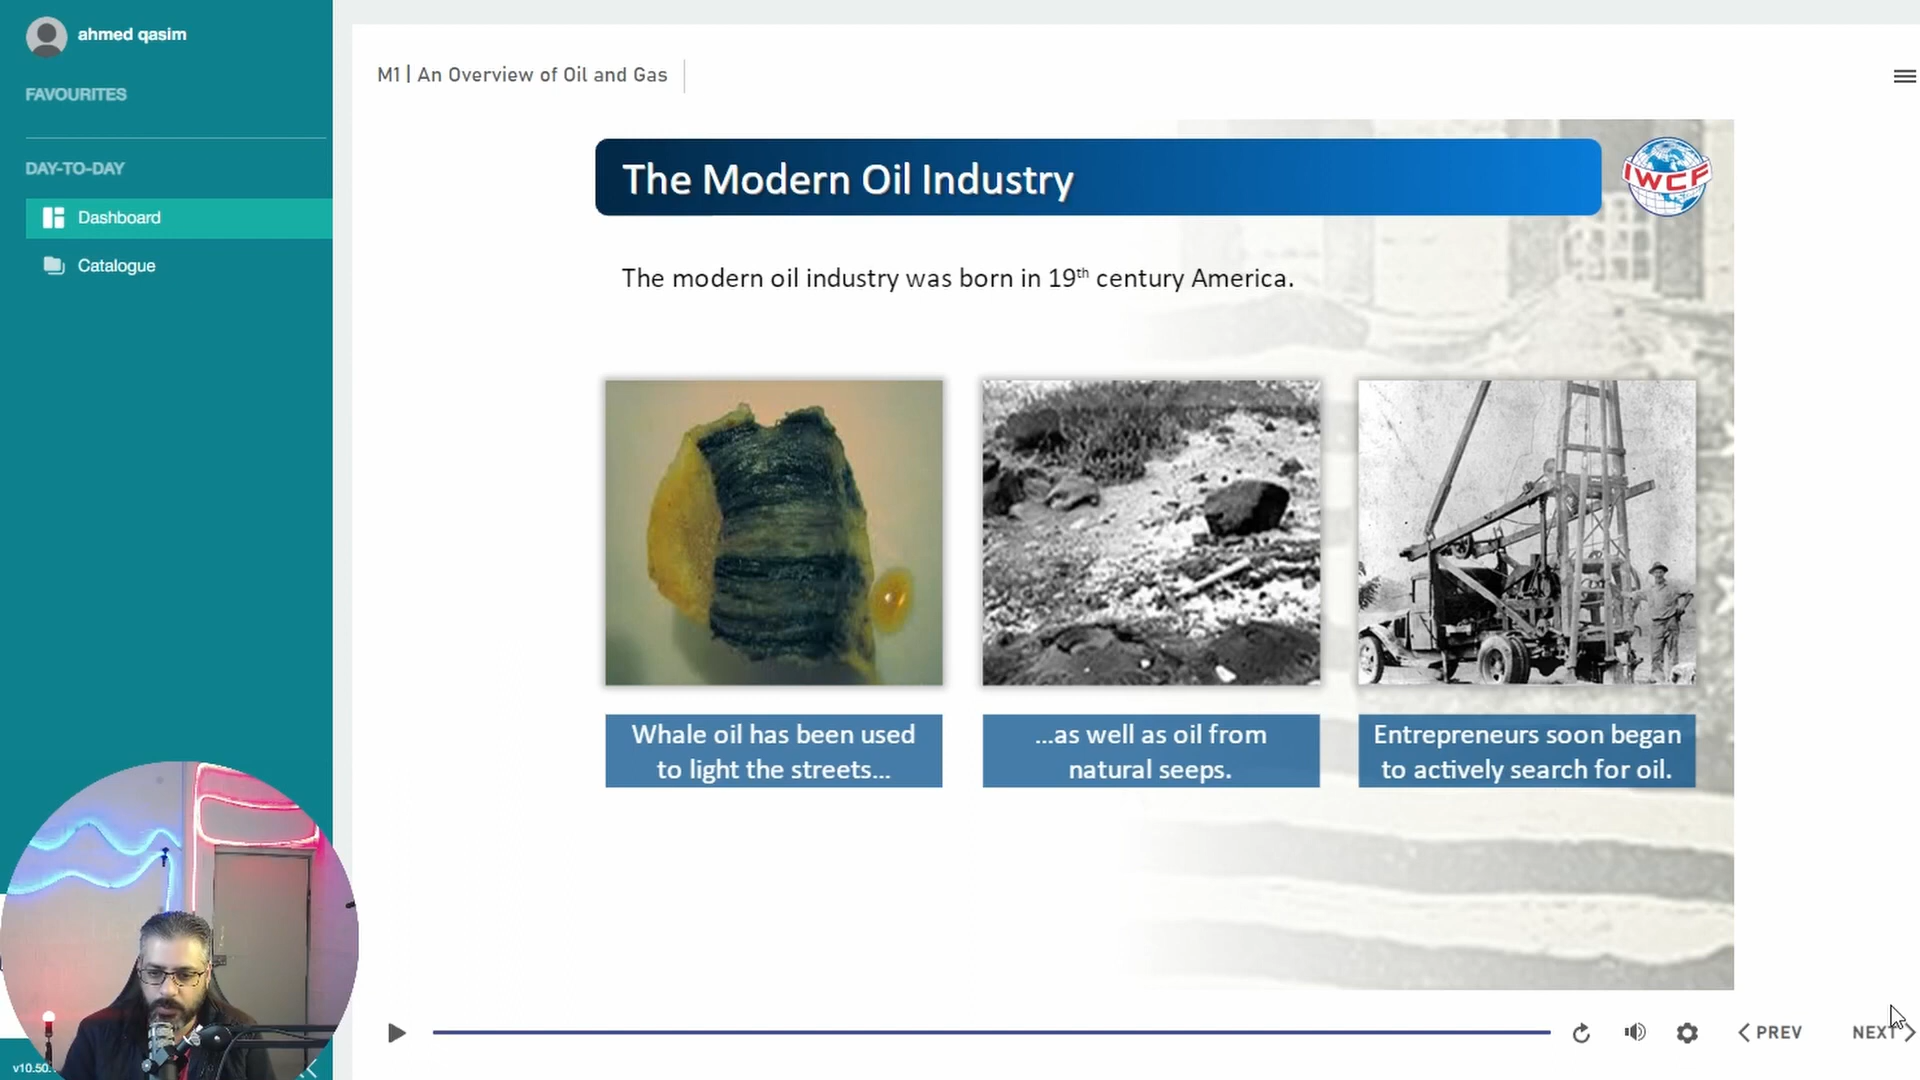 ahmed qasim
FAVOURITES
DAY-TO-DAY
Dashboard
Catalogue
M1 | An Overview of Oil and Gas
The Modern Oil Industry
IWCF
The modern oil industry was born in 19th century America.
Whale oil has been used
to light the streets...
...as well as oil from
natural seeps.
Entrepreneurs soon began
to actively search for oil.
PREV
NEXT
v10.50.